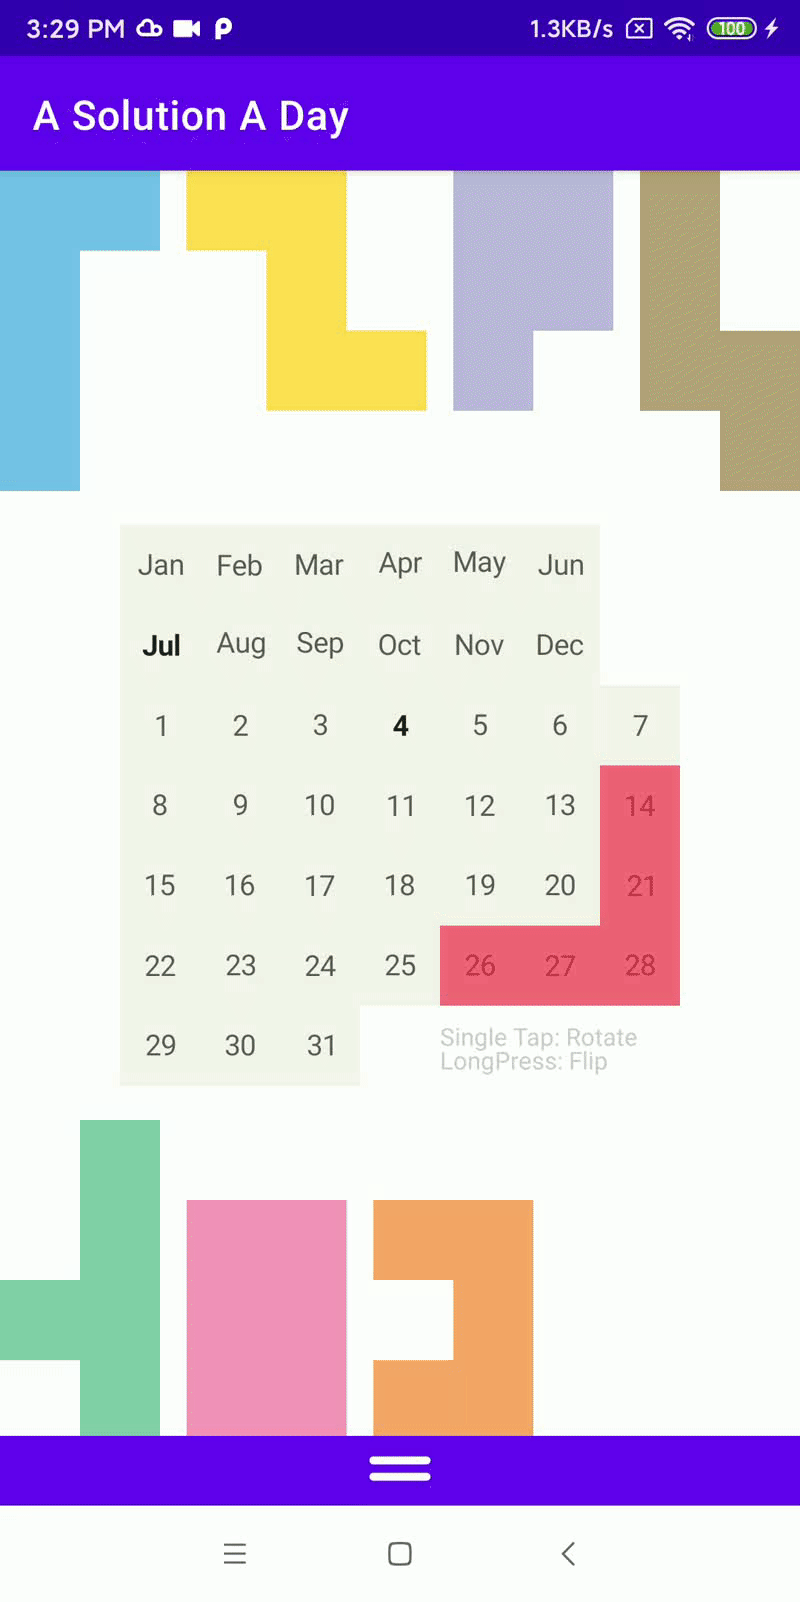 3:29 PM 1.3KB/s 100
A Solution A Day
Jan Feb Mar Apr May Jun
Jul Aug Sep Oct Nov Dec
1 2 3 4 5 6 7
8 9 10 11 12 13 14
15 16 17 18 19 20 21
22 23 24 25 26 27 28
29 30 31
Single Tap: Rotate
LongPress: Flip